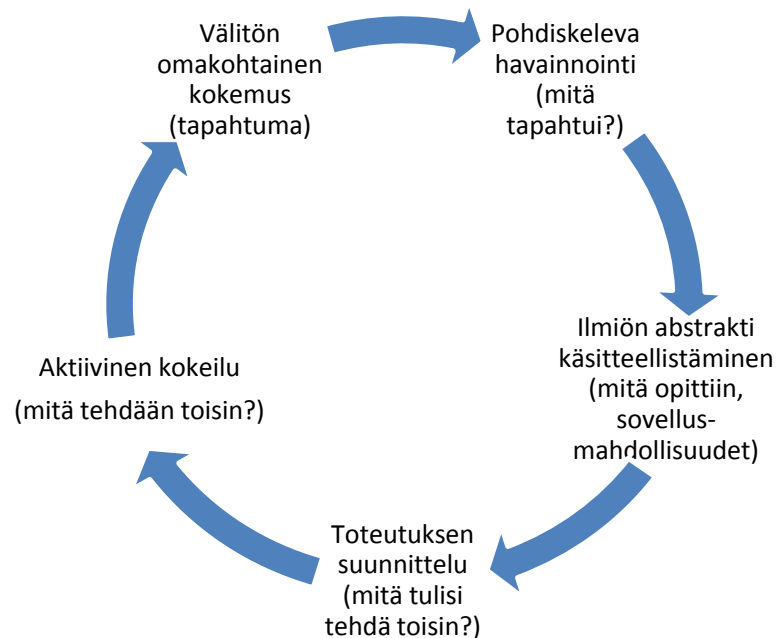 Välitön
omakohtainen
kokemus
(tapahtuma)
Pohdiskeleva
havainnointi
(mitä
tapahtui?)
Ilmiön abstrakti
käsitteellistäminen
(mitä opittiin,
sovellus-
mahdollisuudet)
Toteutuksen
suunnittelu
(mitä tulisi
tehdä toisin?)
Aktiivinen kokeilu
(mitä tehdään toisin?)